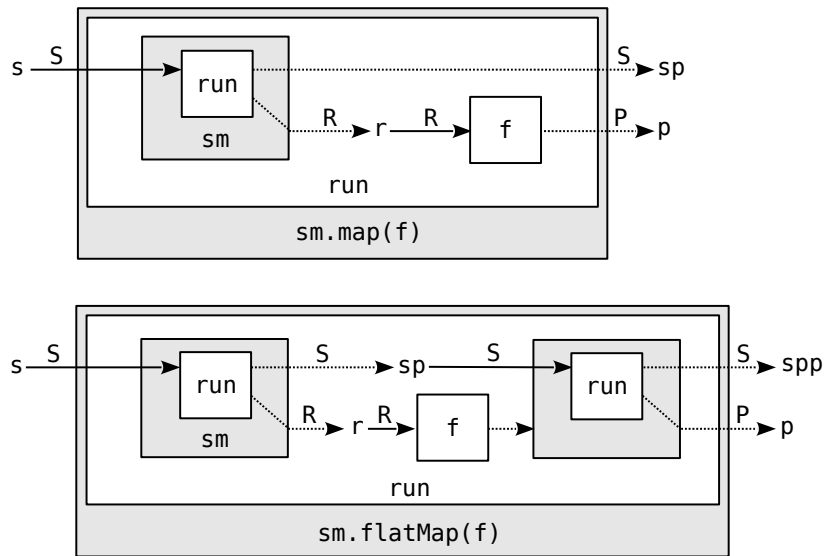 S S
s run sp
R R P
r f p
sm
run
sm.map(f)
S S S S
s run sp run spp
R R P
r f p
sm
run
sm.flatMap(f)